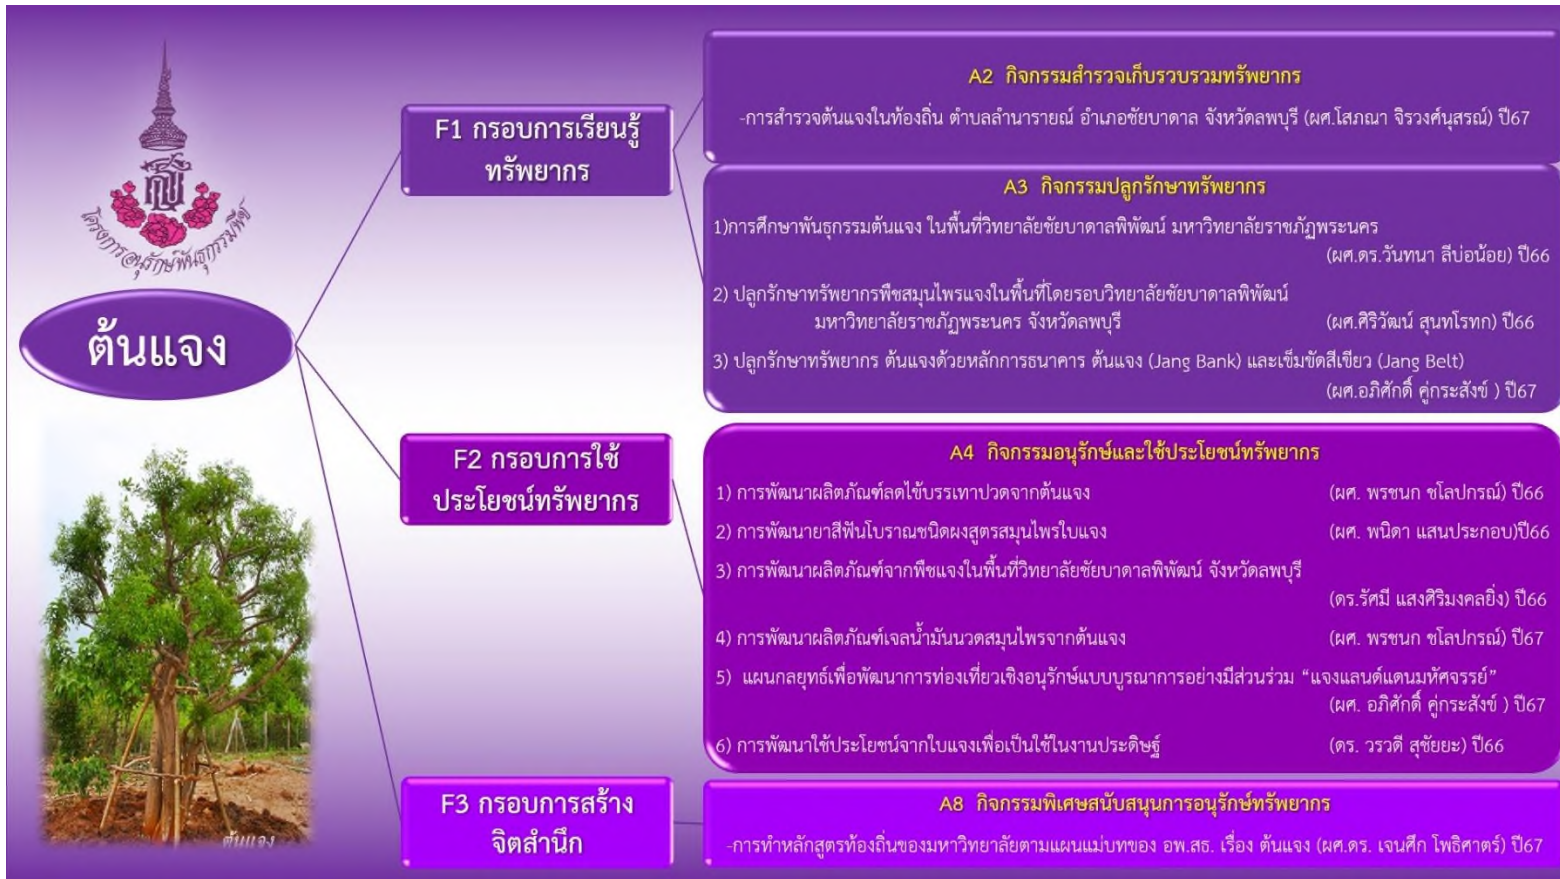 โครงการอนุรักษ์พันธุกรรมพืช
ต้นแจง
ต้นแจง
F1 กรอบการเรียนรู้
ทรัพยากร
A2 กิจกรรมสำรวจเก็บรวบรวมทรัพยากร
-การสำรวจต้นแจงในท้องถิ่น ตำบลลำนารายณ์ อำเภอชัยบาดาล จังหวัดลพบุรี (ผศ.โสภณา จิรวงศ์นุสรณ์) ปี67
A3 กิจกรรมปลูกรักษาทรัพยากร
1)การศึกษาพันธุกรรมต้นแจง ในพื้นที่วิทยาลัยชัยบาดาลพิพัฒน์ มหาวิทยาลัยราชภัฏพระนคร
(ผศ.ดร.วันทนา ลีบ่อน้อย) ปี66
2) ปลูกรักษาทรัพยากรพืชสมุนไพรแจงในพื้นที่โดยรอบวิทยาลัยชัยบาดาลพิพัฒน์
มหาวิทยาลัยราชภัฏพระนคร จังหวัดลพบุรี (ผศ.ศิริวัฒน์ สุนทโรทก) ปี66
3) ปลูกรักษาทรัพยากร ต้นแจงด้วยหลักการธนาคาร ต้นแจง (Jang Bank) และเข็มขัดสีเขียว (Jang Belt)
(ผศ.อภิศักดิ์ คู่กระสังข์ ) ปี67
F2 กรอบการใช้
ประโยชน์ทรัพยากร
A4 กิจกรรมอนุรักษ์และใช้ประโยชน์ทรัพยากร
1) การพัฒนาผลิตภัณฑ์ลดไข้บรรเทาปวดจากต้นแจง (ผศ. พรชนก ชโลปกรณ์) ปี66
2) การพัฒนายาสีฟันโบราณชนิดผงสูตรสมุนไพรใบแจง (ผศ. พนิดา แสนประกอบ)ปี66
3) การพัฒนาผลิตภัณฑ์จากพืชแจงในพื้นที่วิทยาลัยชัยบาดาลพิพัฒน์ จังหวัดลพบุรี
(ดร.รัศมี แสงศิริมงคลยิ่ง) ปี66
4) การพัฒนาผลิตภัณฑ์เจลน้ำมันนวดสมุนไพรจากต้นแจง (ผศ. พรชนก ชโลปกรณ์) ปี67
5) แผนกลยุทธ์เพื่อพัฒนาการท่องเที่ยวเชิงอนุรักษ์แบบบูรณาการอย่างมีส่วนร่วม “แจงแลนด์แดนมหัศจรรย์”
(ผศ. อภิศักดิ์ คู่กระสังข์ ) ปี67
6) การพัฒนาใช้ประโยชน์จากใบแจงเพื่อเป็นใช้ในงานประดิษฐ์ (ดร. วรวดี สุชัยยะ) ปี66
F3 กรอบการสร้าง
จิตสำนึก
A8 กิจกรรมพิเศษสนับสนุนการอนุรักษ์ทรัพยากร
-การทำหลักสูตรท้องถิ่นของมหาวิทยาลัยตามแผนแม่บทของ อพ.สธ. เรื่อง ต้นแจง (ผศ.ดร. เจนศึก โพธิศาตร์) ปี67